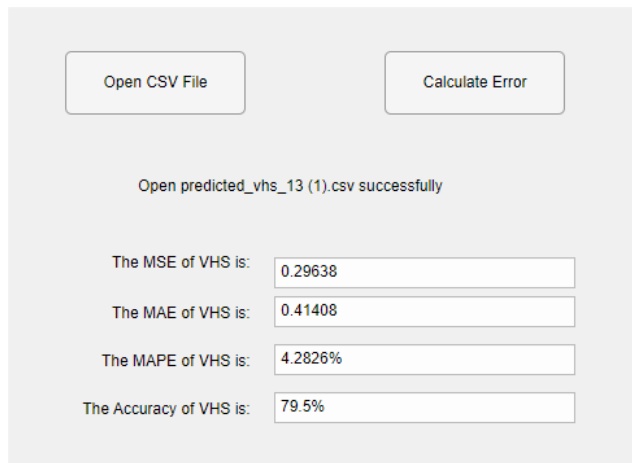 Open CSV File
Calculate Error
Open predicted_vhs_13 (1).csv successfully
The MSE of VHS is: 0.29638
The MAE of VHS is: 0.41408
The MAPE of VHS is: 4.2826%
The Accuracy of VHS is: 79.5%